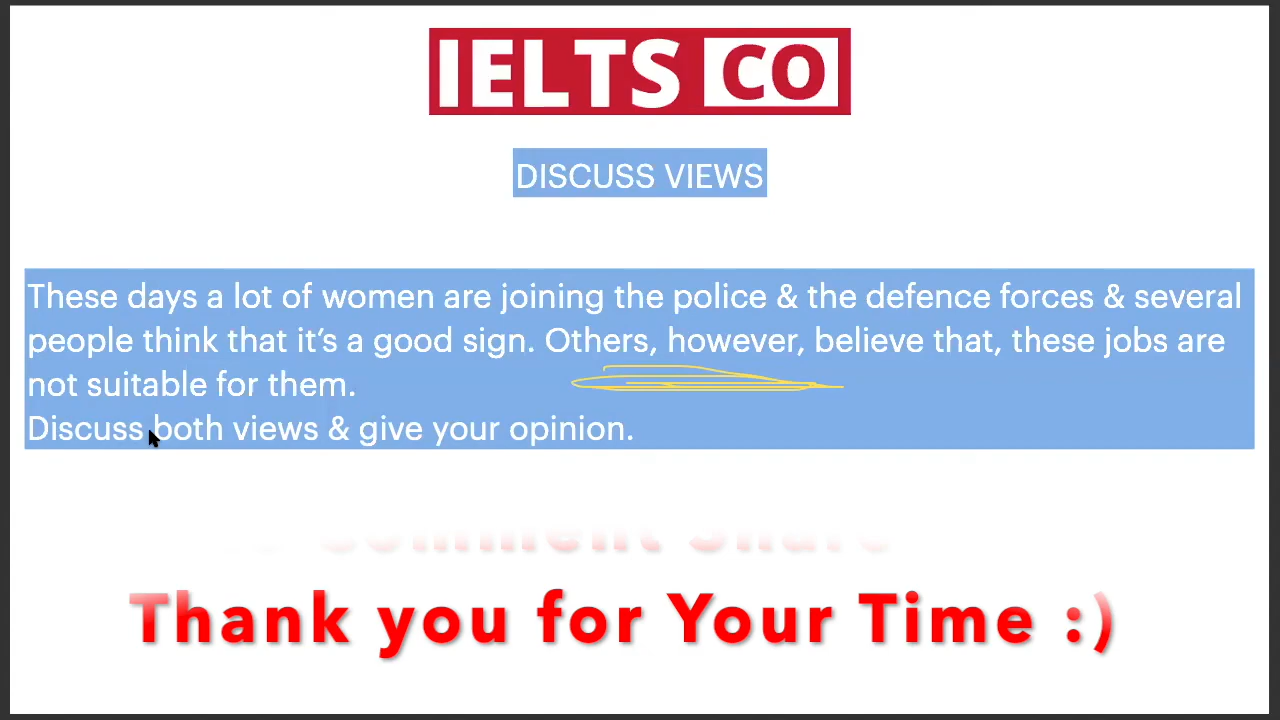 IELTS CO
DISCUSS VIEWS
These days a lot of women are joining the police & the defence forces & several
people think that it’s a good sign. Others, however, believe that, these jobs are
not suitable for them.
Discuss both views & give your opinion.
Comment Share
Thank you for Your Time :)